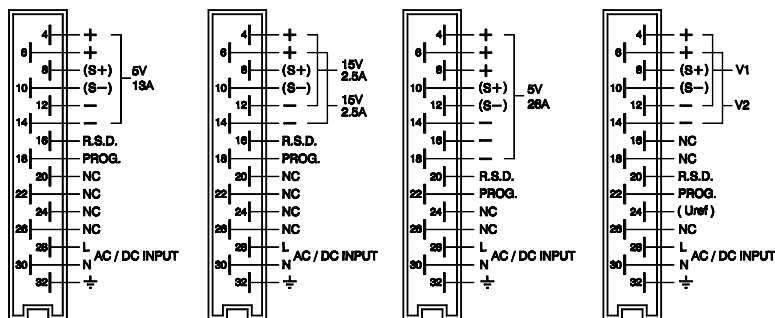 4 +
6 +
8 (S+)
10 (S−)
12 −
14 −
5V
13A
16 R.S.D.
18 PROG.
20 NC
22 NC
24 NC
26 NC
28 L
30 N
AC / DC INPUT
32
4 +
6 +
8 (S+)
10 (S−)
12 −
14 −
15V
2.5A
15V
2.5A
16 R.S.D.
18 PROG.
20 NC
22 NC
24 NC
26 NC
28 L
30 N
AC / DC INPUT
32
4 +
6 +
8 +
10 (S+)
12 (S−)
14 −
16 −
18 −
5V
26A
20 R.S.D.
22 PROG.
24 NC
26 NC
28 L
30 N
AC / DC INPUT
32
4 +
6 +
8 (S+)
10 (S−)
12 −
14 −
V1
V2
16 NC
18 NC
20 R.S.D.
22 PROG.
24 ( Uref )
26 NC
28 L
30 N
AC / DC INPUT
32